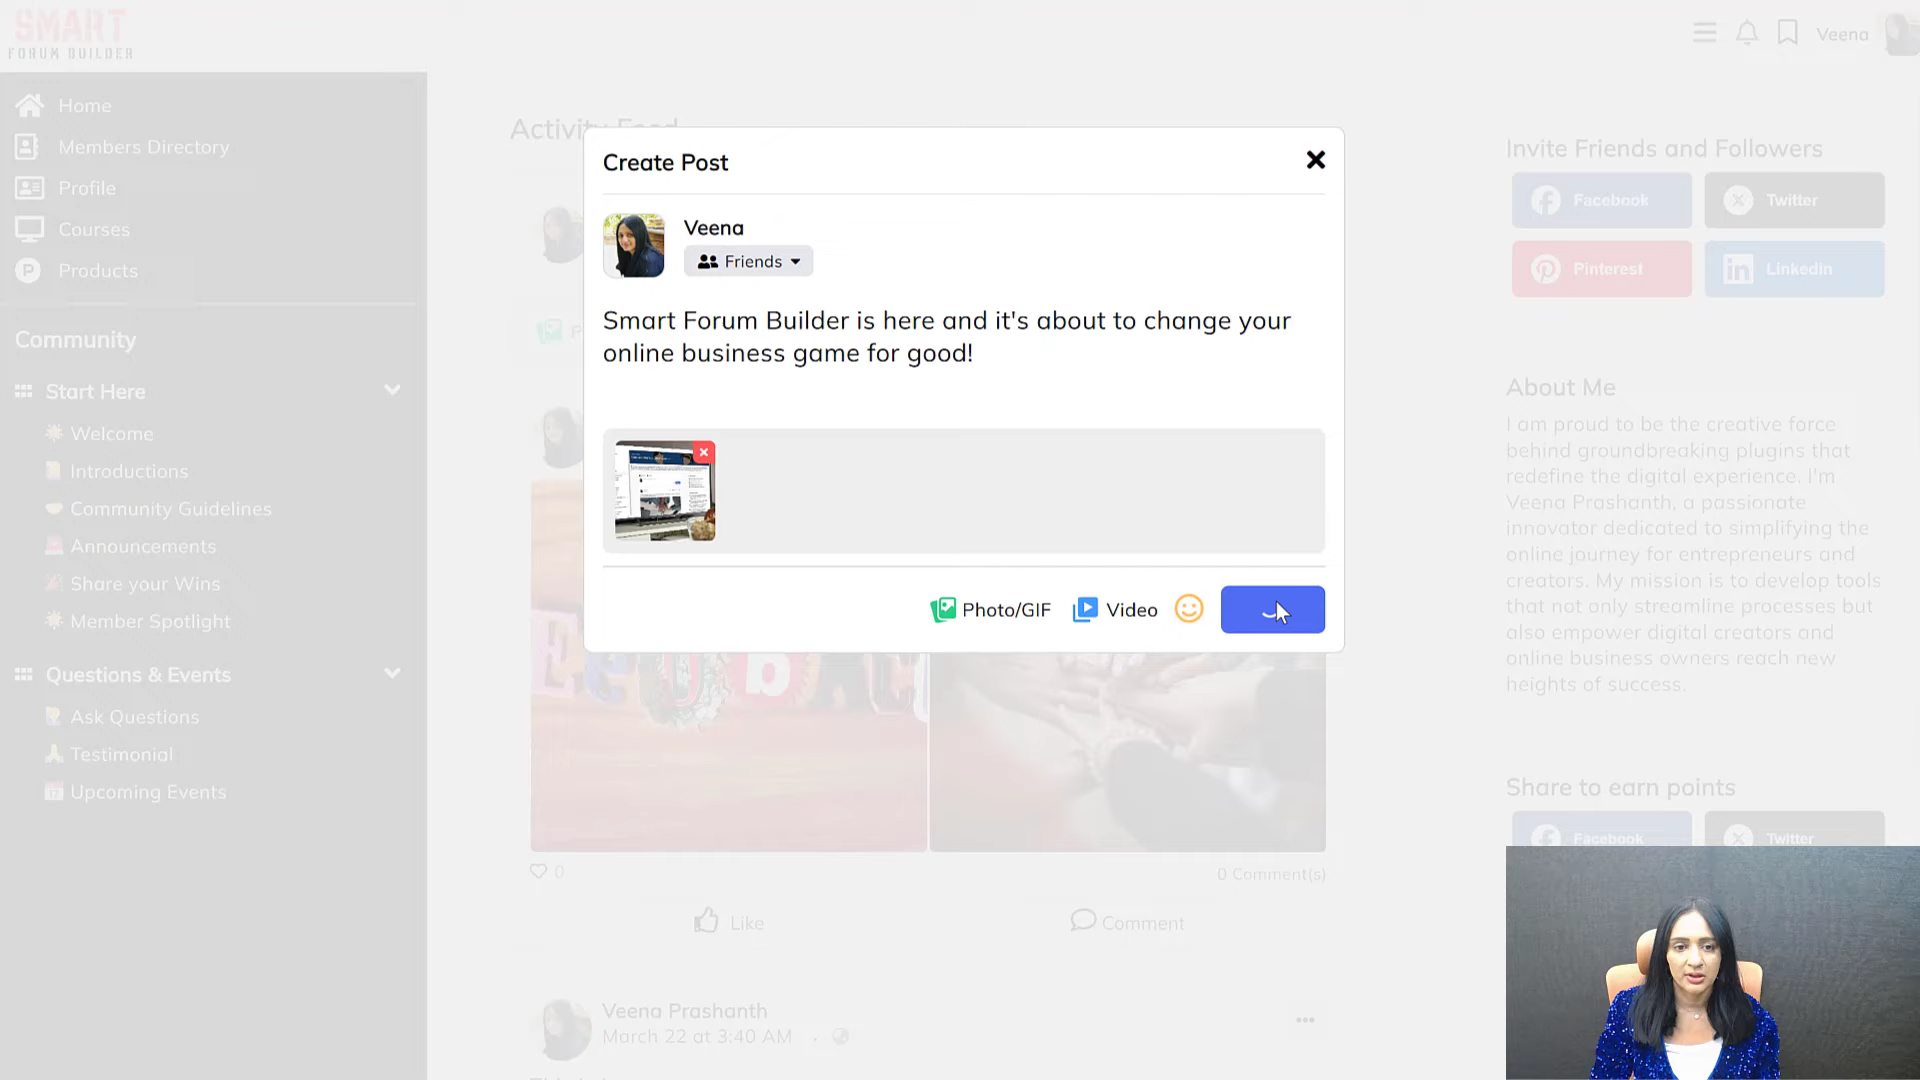 SMART
FORUM BUILDER
Veena
Home
Members Directory
Profile
Courses
Products
Community
Start Here
Welcome
Introductions
Community Guidelines
Announcements
Share your Wins
Member Spotlight
Questions & Events
Ask Questions
Testimonial
Upcoming Events
Activity Feed
Create Post
Veena
Friends
Smart Forum Builder is here and it's about to change your
online business game for good!
Photo/GIF
Video
0
0 Comment(s)
Like
Comment
Veena Prashanth
March 22 at 3:40 AM
Invite Friends and Followers
Facebook
Twitter
Pinterest
Linkedin
About Me
I am proud to be the creative force
behind groundbreaking plugins that
redefine the digital experience. I'm
Veena Prashanth, a passionate
innovator dedicated to simplifying the
online journey for entrepreneurs and
creators. My mission is to develop tools
that not only streamline processes but
also empower digital creators and
online business owners reach new
heights of success.
Share to earn points
Facebook
Twitter